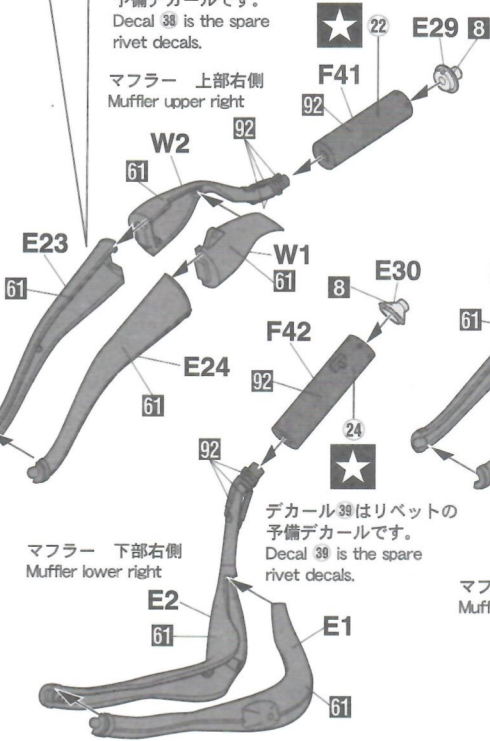 予備デカールです。
Decal 38 is the spare
rivet decals.
22
E29 8
F41
マフラー 上部右側
Muffler upper right
92
92
W2
61
E23
W1
61
61
E30
8
F42
61
E24
92
61
24
92
デカール39はリベットの
予備デカールです。
Decal 39 is the spare
rivet decals.
マフラー 下部右側
Muffler lower right
E2
61
E1
61